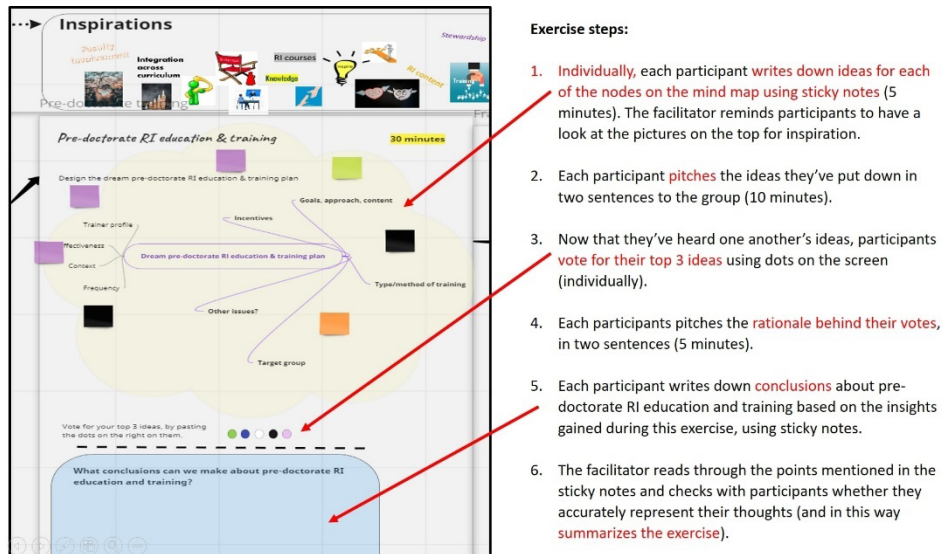 Inspirations
Faculty
Integration
across
curriculum
RI courses
Knowledge
RI content
Stewardship
Training
Pre-doctorate training
Fra
Pre-doctorate RI education & training
30 minutes
Design the dream pre-doctorate RI education & training plan
Goals, approach, content
Incentives
Trainer profile
ffectiveness
Context
Frequency
Dream pre-doctorate RI education & training plan
Type/method of training
Other issues?
Target group
Vote for your top 3 ideas, by pasting
the dots on the right on them.
What conclusions can we make about pre-doctorate RI
education and training?
Exercise steps:
1. Individually, each participant writes down ideas for each
of the nodes on the mind map using sticky notes (5
minutes). The facilitator reminds participants to have a
look at the pictures on the top for inspiration.
2. Each participant pitches the ideas they've put down in
two sentences to the group (10 minutes).
3. Now that they've heard one another's ideas, participants
vote for their top 3 ideas using dots on the screen
(individually).
4. Each participants pitches the rationale behind their votes,
in two sentences (5 minutes).
5. Each participant writes down conclusions about pre-
doctorate RI education and training based on the insights
gained during this exercise, using sticky notes.
6. The facilitator reads through the points mentioned in the
sticky notes and checks with participants whether they
accurately represent their thoughts (and in this way
summarizes the exercise).